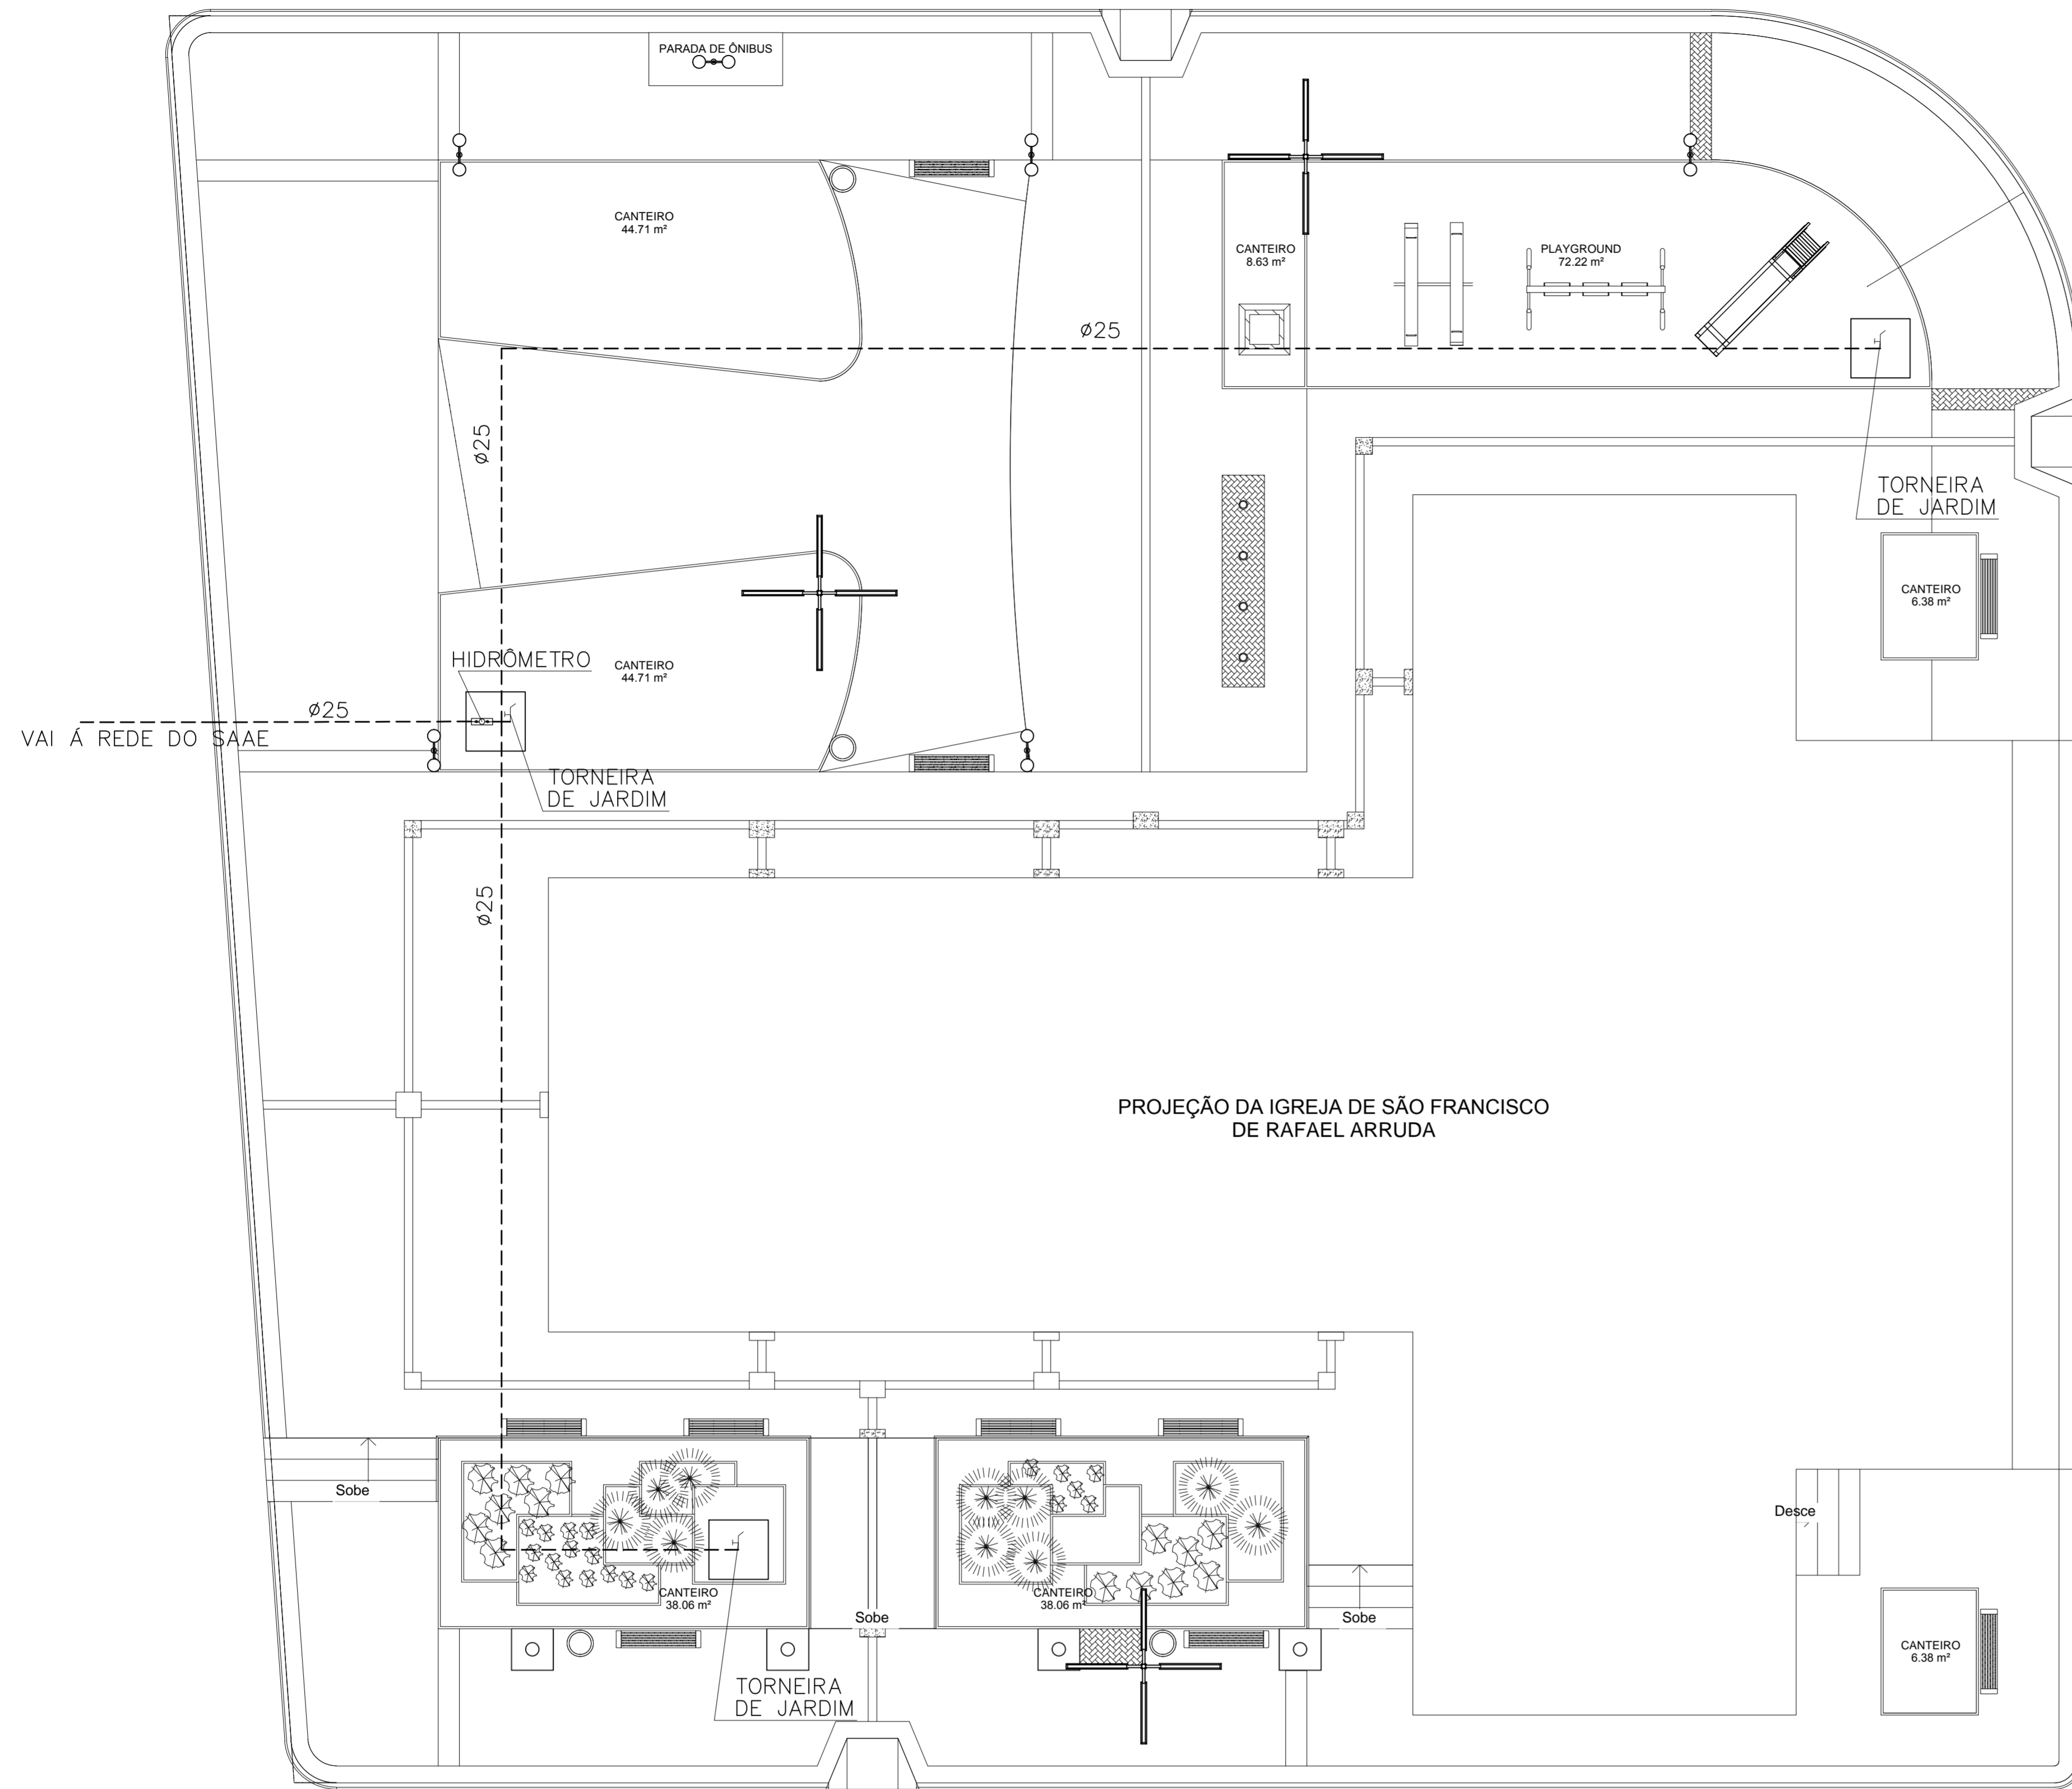 PARADA DE ÔNIBUS
CANTEIRO
44.71 m²
CANTEIRO
8.63 m²
PLAYGROUND
72.22 m²
ø25
ø25
TORNEIRA
DE JARDIM
CANTEIRO
6.38 m²
HIDRÔMETRO
CANTEIRO
44.71 m²
ø25
VAI Á REDE DO SAAE
TORNEIRA
DE JARDIM
ø25
PROJEÇÃO DA IGREJA DE SÃO FRANCISCO
DE RAFAEL ARRUDA
Sobe
Desce
CANTEIRO
38.06 m²
CANTEIRO
38.06 m²
Sobe
Sobe
CANTEIRO
6.38 m²
TORNEIRA
DE JARDIM